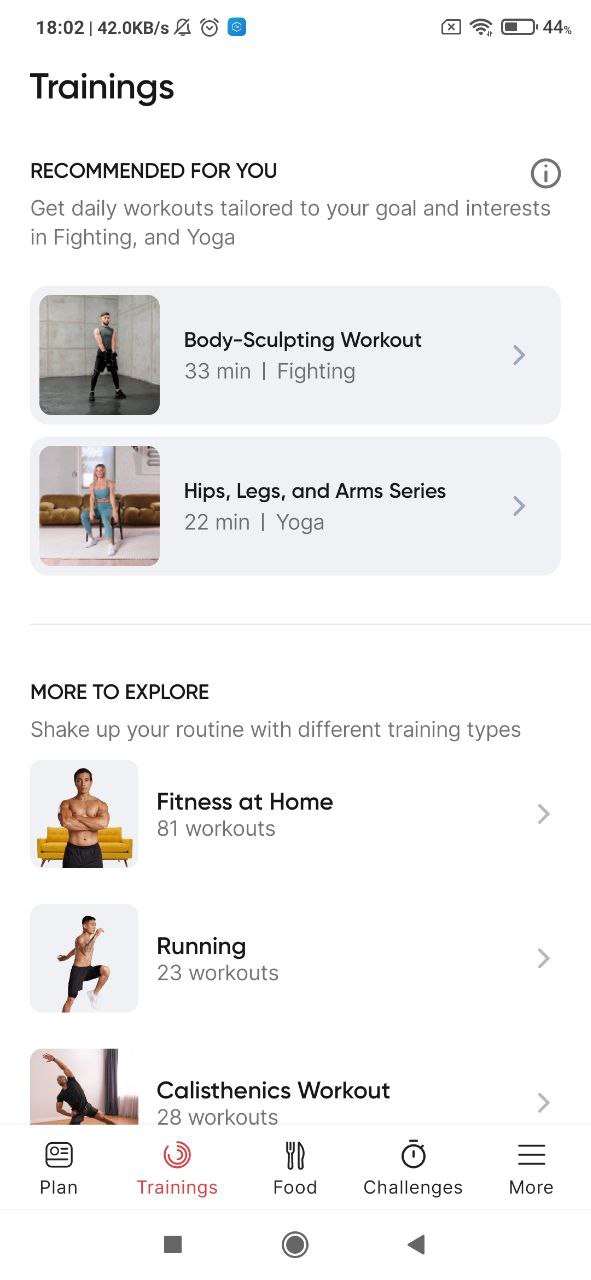 18:02 | 42.0KB/s
44%
Trainings
RECOMMENDED FOR YOU
Get daily workouts tailored to your goal and interests
in Fighting, and Yoga
Body-Sculpting Workout
33 min | Fighting
Hips, Legs, and Arms Series
22 min | Yoga
MORE TO EXPLORE
Shake up your routine with different training types
Fitness at Home
81 workouts
Running
23 workouts
Calisthenics Workout
28 workouts
Plan
Trainings
Food
Challenges
More